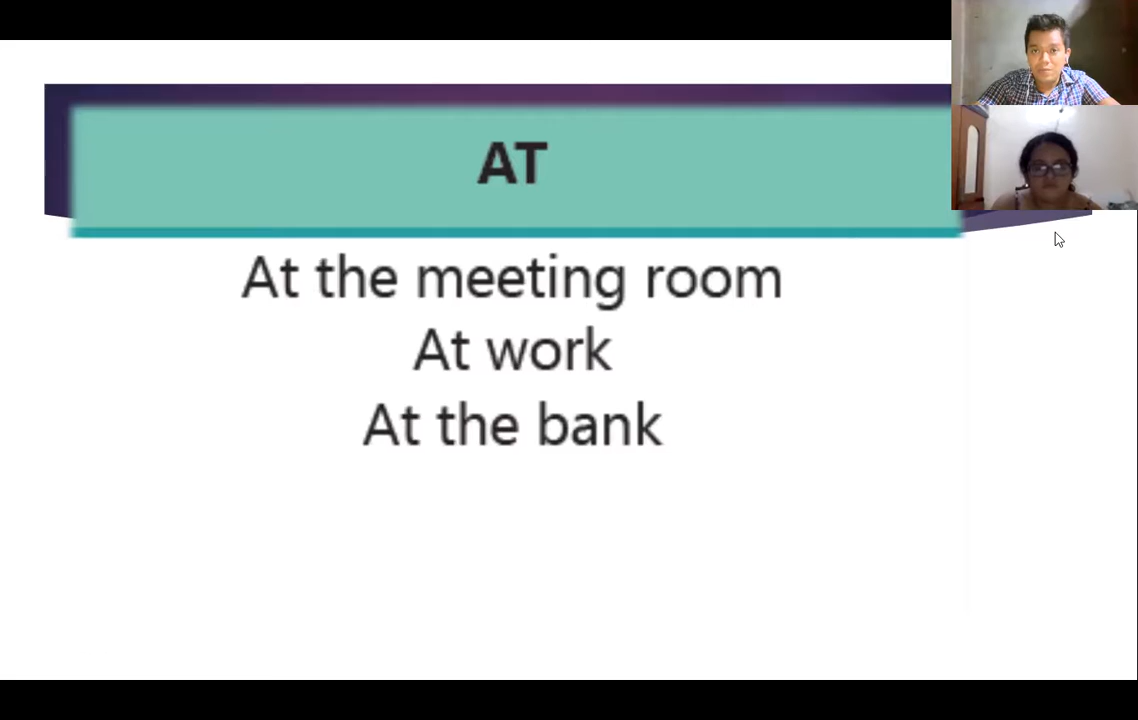 AT
At the meeting room
At work
At the bank